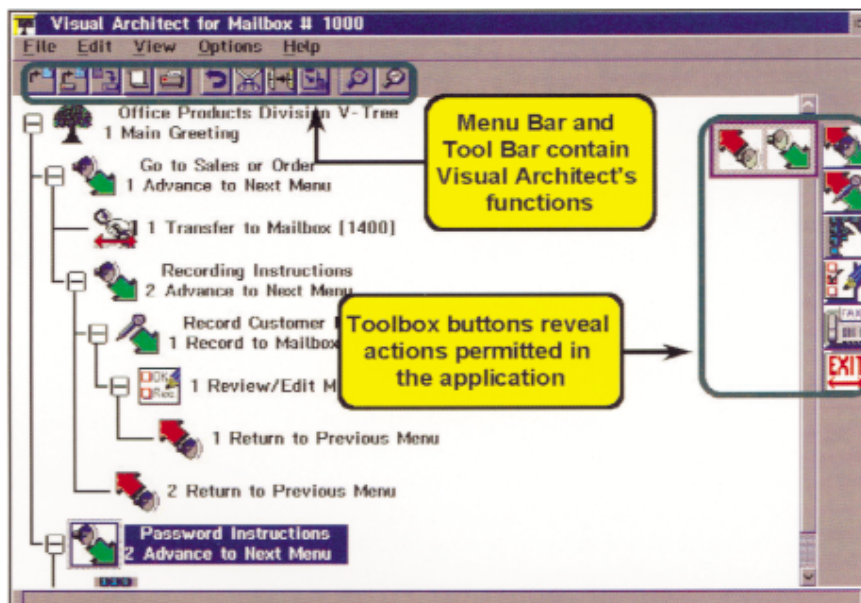 Visual Architect for Mailbox # 1000
File Edit View Options Help
Office Products Division V-Tree
1 Main Greeting
Menu Bar and
Tool Bar contain
Visual Architect's
functions
Go to Sales or Order
1 Advance to Next Menu
1 Transfer to Mailbox [1400]
Recording Instructions
2 Advance to Next Menu
Record Customer
1 Record to Mailbox
Toolbox buttons reveal
actions permitted in
the application
OK
Rec
1 Review/Edit M
EXIT
1 Return to Previous Menu
2 Return to Previous Menu
Password Instructions
2 Advance to Next Menu